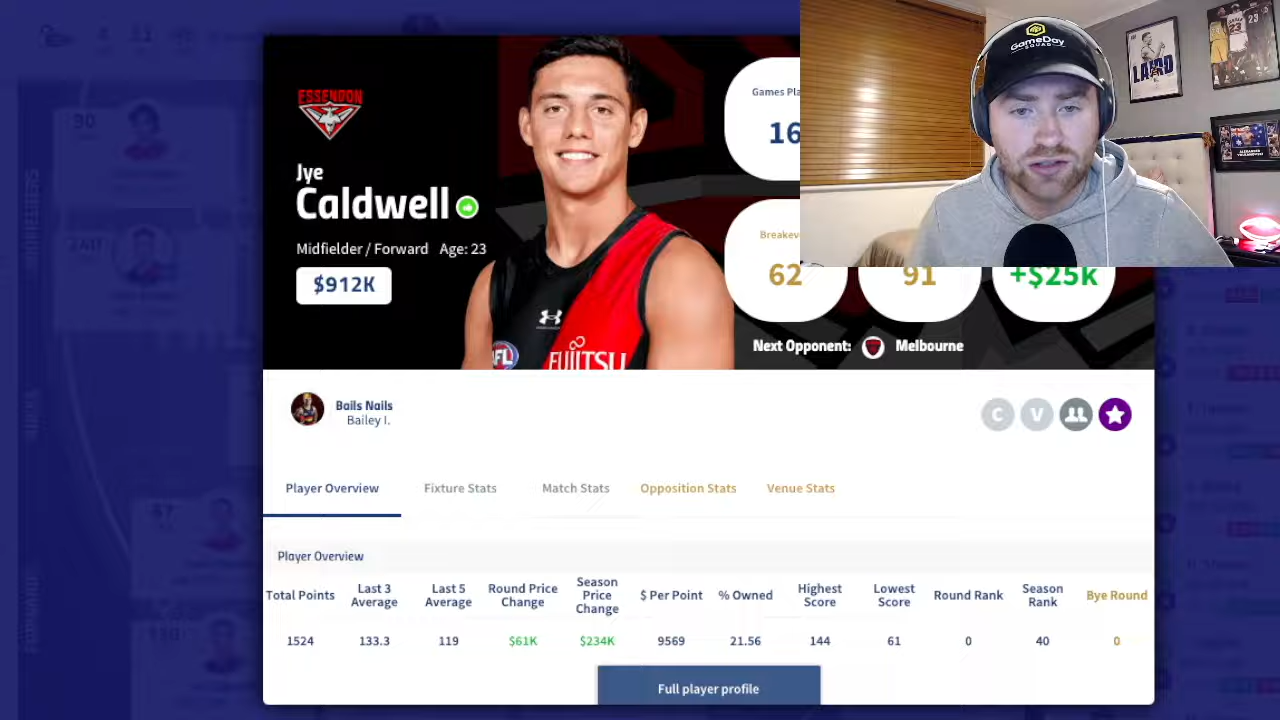 ESSENDON
Jye
Caldwell
Midfielder / Forward Age: 23
$912K
Games Pla
16
Breakev
62
91
+$25k
Next Opponent: Melbourne
AFL
FUJITSU
GameDay
SQUAD
LAIRD
23
Bails Nails
Bailey I.
C V
Player Overview Fixture Stats Match Stats Opposition Stats Venue Stats
Player Overview
Total Points Last 3 Average Last 5 Average Round Price Change Season Price Change $ Per Point % Owned Highest Score Lowest Score Round Rank Season Rank Bye Round
1524 133.3 119 $61K $234K 9569 21.56 144 61 0 40 0
Full player profile